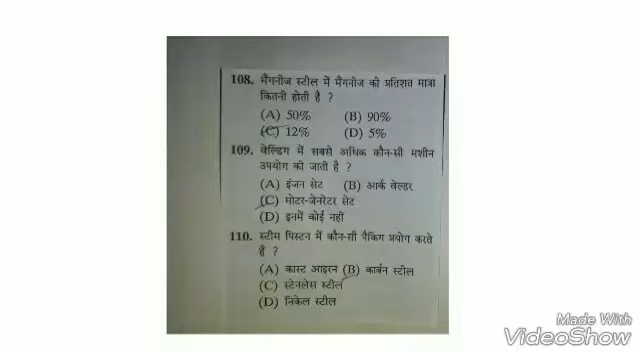 108. मैंगनीज स्टील में मैंगनीज की प्रतिशत मात्रा
कितनी होती है ?
(A) 50% (B) 90%
(C) 12% (D) 5%
109. वेल्डिग में सबसे अधिक कौन-सी मशीन
उपयोग की जाती है ?
(A) इंजन सेट (B) आर्क वेल्डर
(C) मोटर-जेनरेटर सेट
(D) इनमें कोई नहीं
110. स्टीम पिस्टन में कौन-सी पैकिंग प्रयोग करते
हैं ?
(A) कास्ट आइरन (B) कार्बन स्टील
(C) स्टेनलेस स्टील
(D) निकेल स्टील
Made With
VideoShow